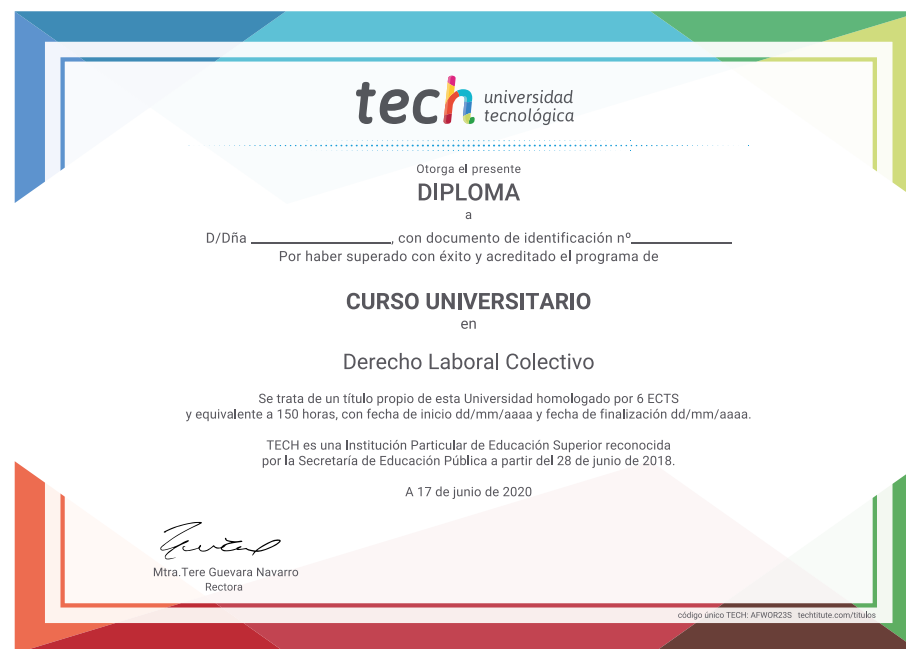 tech universidad
tecnológica
Otorga el presente
DIPLOMA
a
D/Dña ____________________, con documento de identificación nº______________
Por haber superado con éxito y acreditado el programa de
CURSO UNIVERSITARIO
en
Derecho Laboral Colectivo
Se trata de un título propio de esta Universidad homologado por 6 ECTS
y equivalente a 150 horas, con fecha de inicio dd/mm/aaaa y fecha de finalización dd/mm/aaaa.
TECH es una Institución Particular de Educación Superior reconocida
por la Secretaría de Educación Pública a partir del 28 de junio de 2018.
A 17 de junio de 2020
Mtra.Tere Guevara Navarro
Rectora
código único TECH: AFWOR23S techtitute.com/titulos